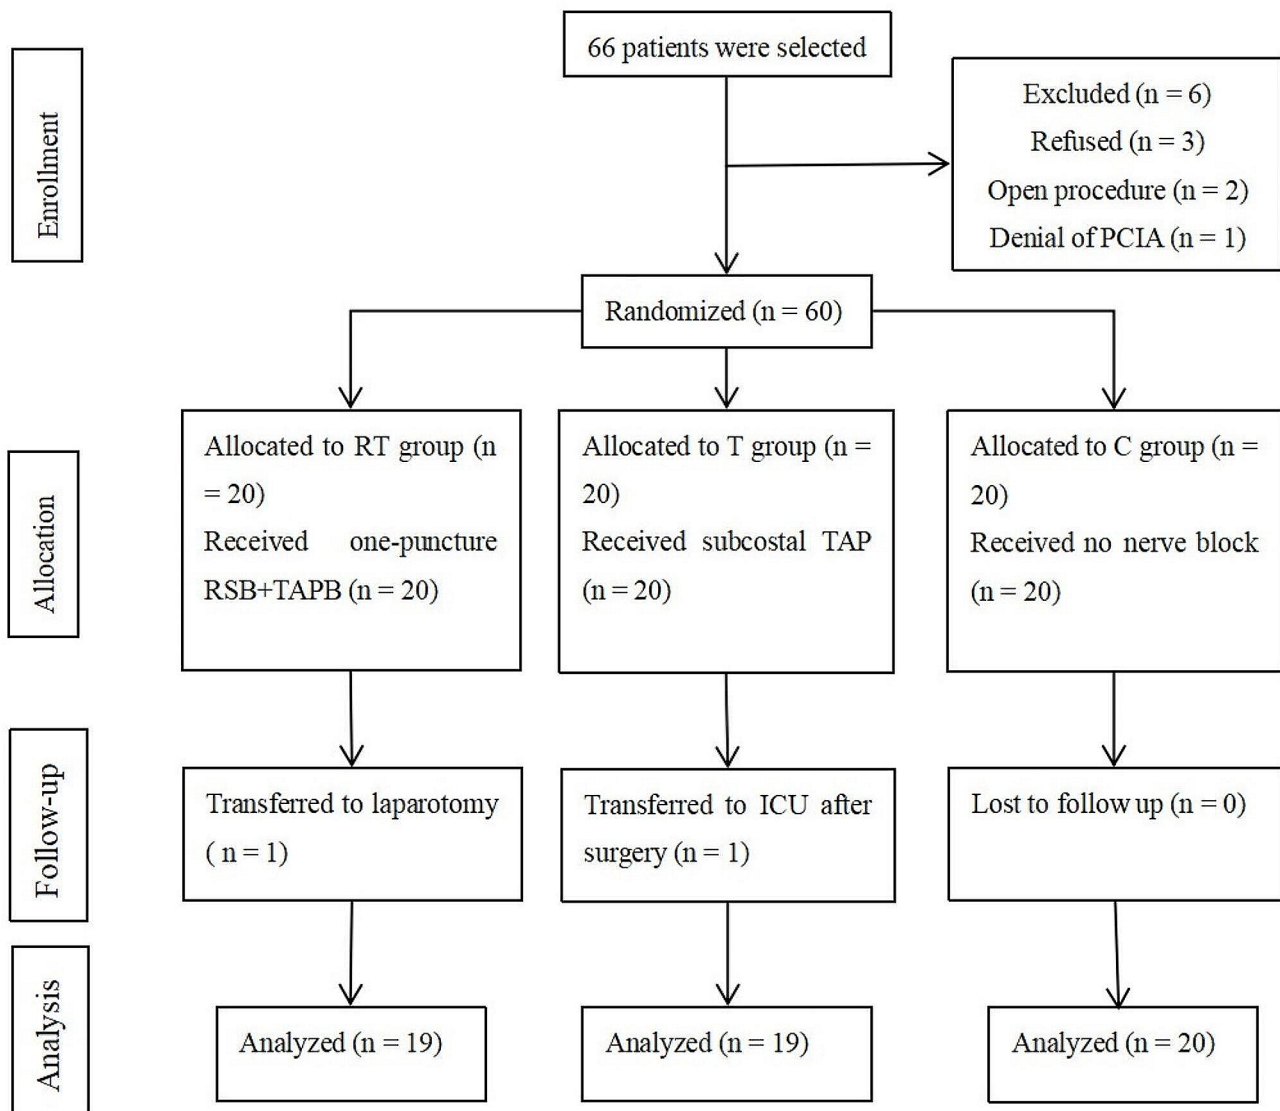 66 patients were selected
Enrollment
Excluded (n = 6)
Refused (n = 3)
Open procedure (n = 2)
Denial of PCIA (n = 1)
Randomized (n = 60)
Allocation
Allocated to RT group (n
= 20)
Received one-puncture
RSB+TAPB (n = 20)
Allocated to T group (n =
20)
Received subcostal TAP
(n = 20)
Allocated to C group (n =
20)
Received no nerve block
(n = 20)
Follow-up
Transferred to laparotomy
( n = 1)
Transferred to ICU after
surgery (n = 1)
Lost to follow up (n = 0)
Analysis
Analyzed (n = 19)
Analyzed (n = 19)
Analyzed (n = 20)